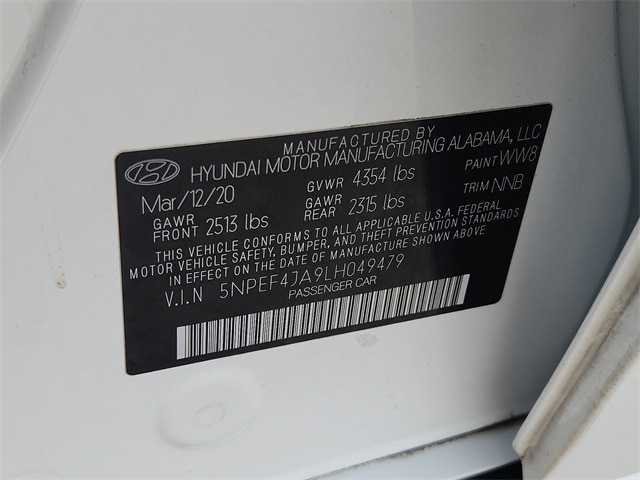 MANUFACTURED BY
HYUNDAI MOTOR MANUFACTURING ALABAMA, LLC
Mar/12/20 GVWR 4354 lbs PAINT WW8
GAWR FRONT 2513 lbs GAWR REAR 2315 lbs TRIM NNB
THIS VEHICLE CONFORMS TO ALL APPLICABLE U.S.A. FEDERAL
MOTOR VEHICLE SAFETY, BUMPER, AND THEFT PREVENTION STANDARDS
IN EFFECT ON THE DATE OF MANUFACTURE SHOWN ABOVE
V.I.N 5NPEF4JA9LH049479
PASSENGER CAR